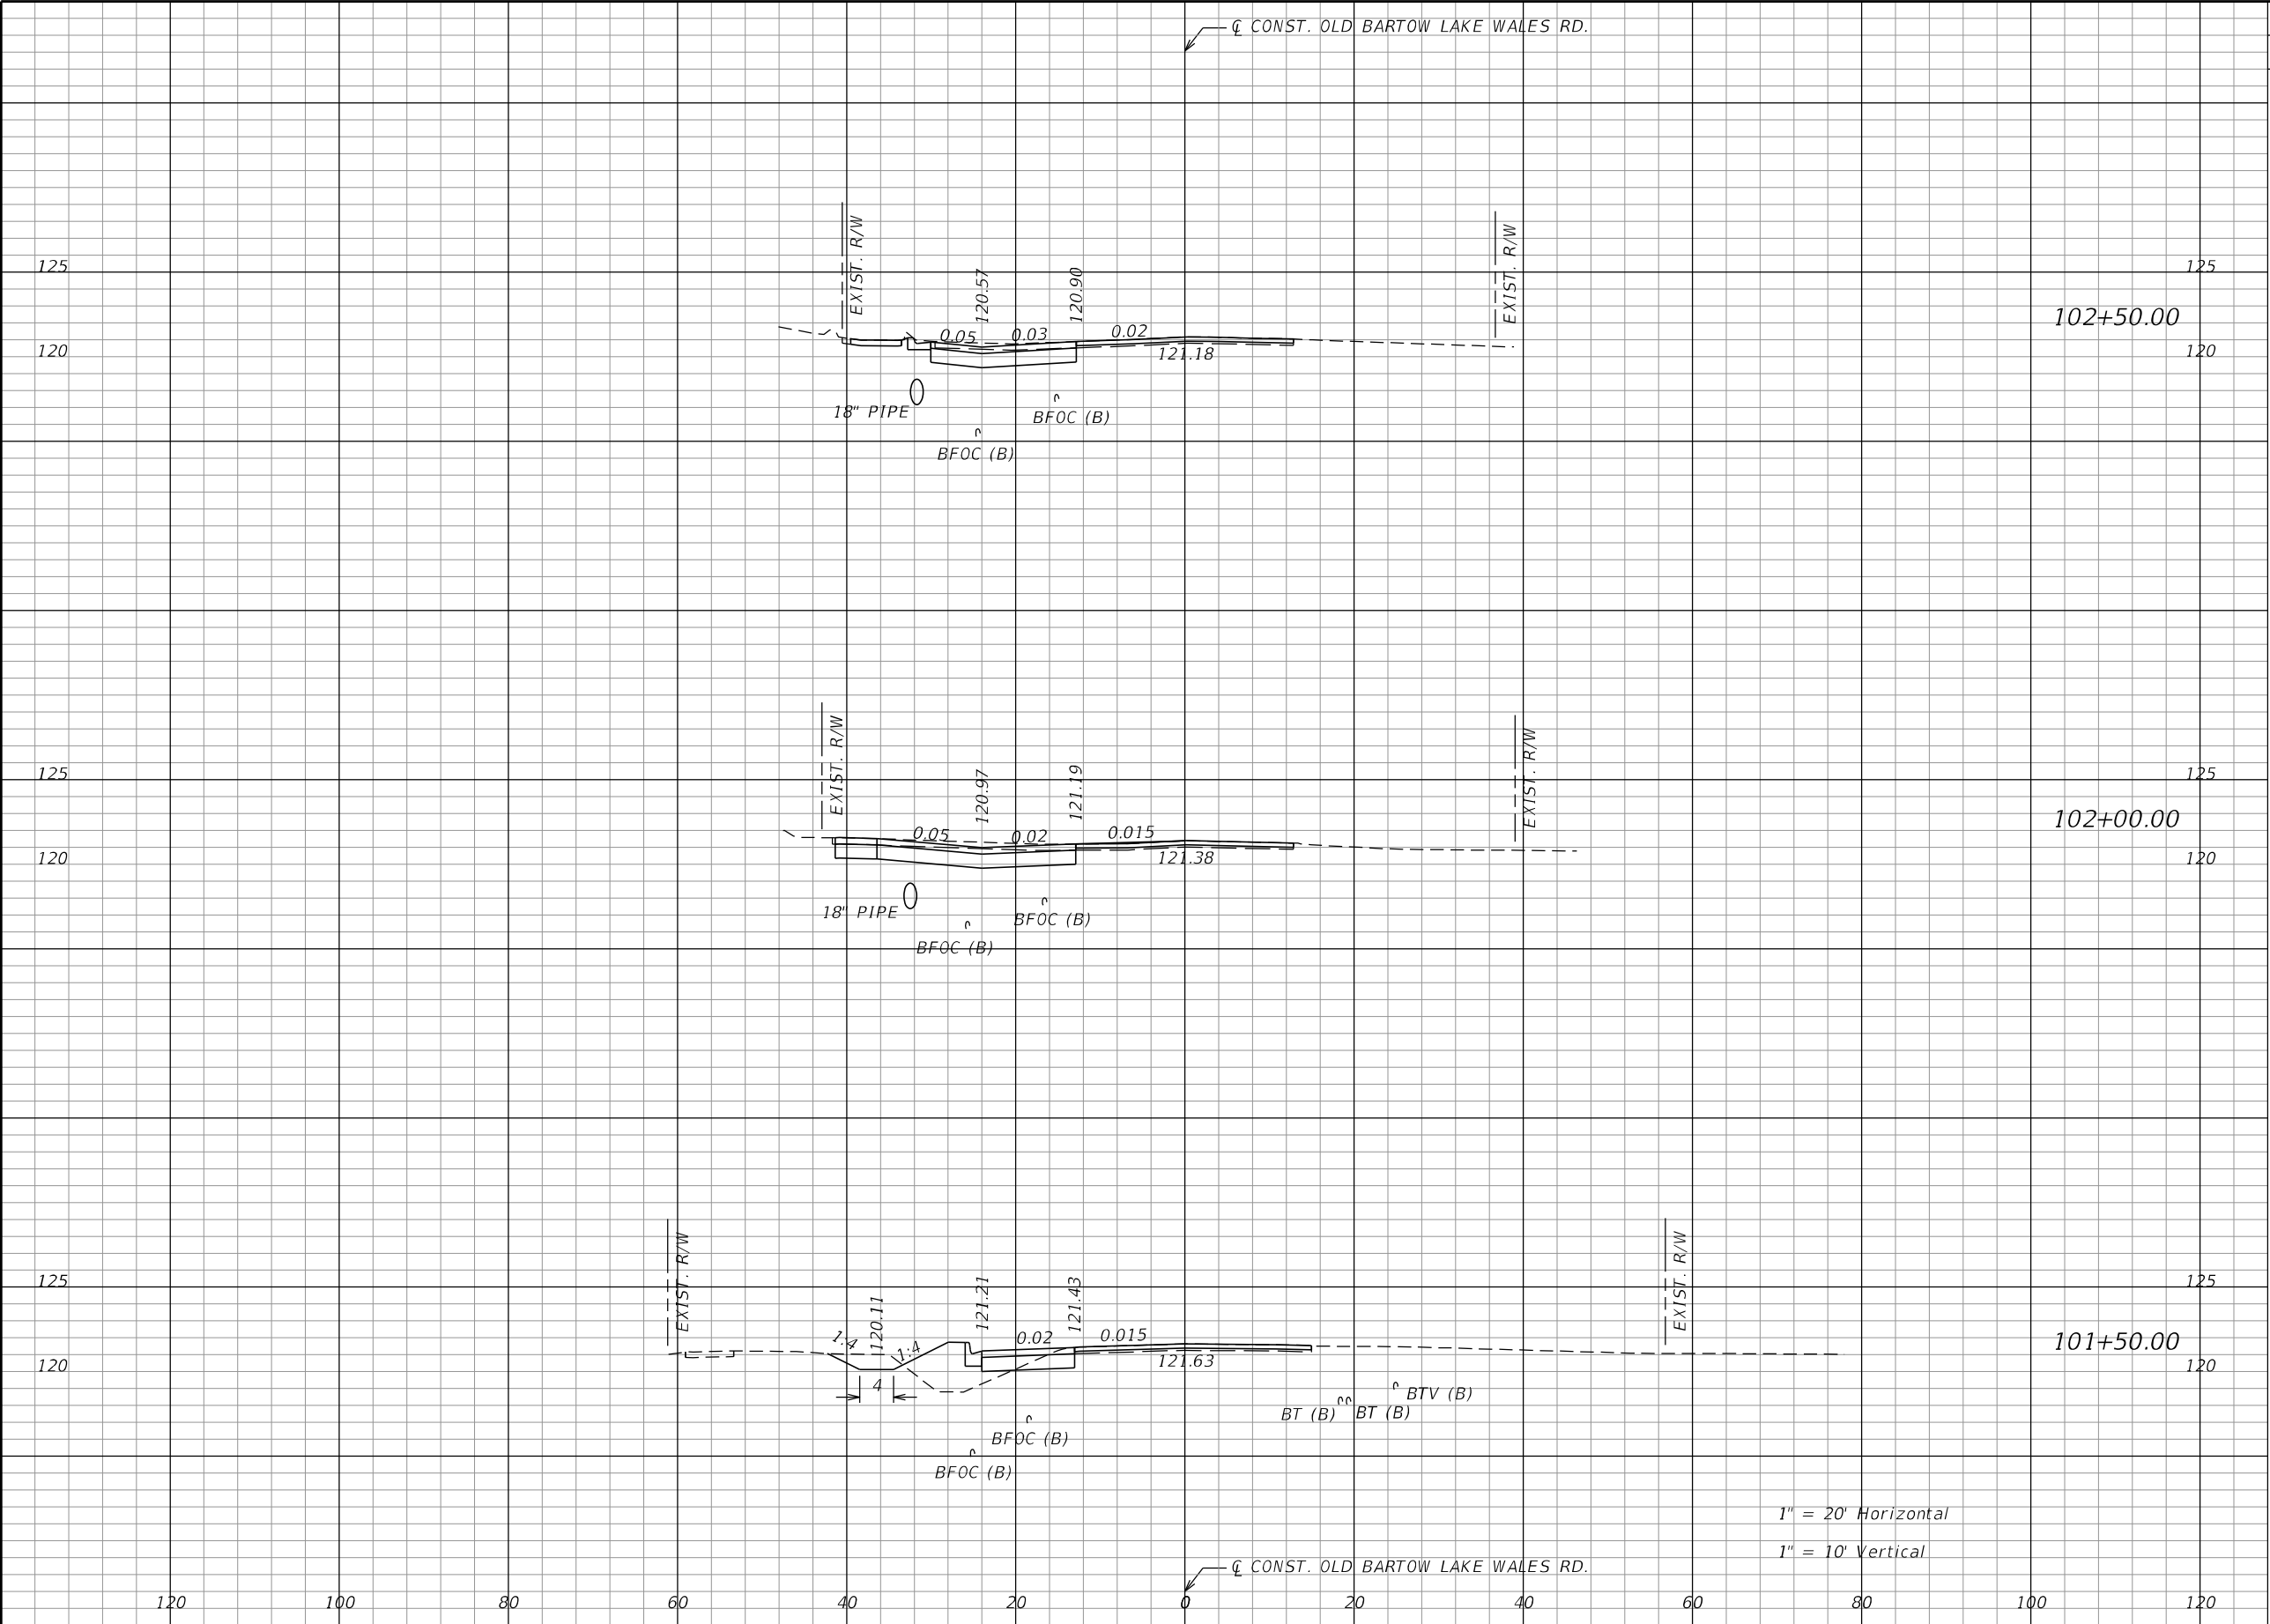 ℄ CONST. OLD BARTOW LAKE WALES RD.
EXIST. R/W
EXIST. R/W
125
120.57
120.90
125
102+50.00
0.05
0.03
0.02
120
121.18
120
18" PIPE
BFOC (B)
BFOC (B)
EXIST. R/W
EXIST. R/W
125
120.97
121.19
125
102+00.00
0.05
0.02
0.015
120
121.38
120
18" PIPE
BFOC (B)
BFOC (B)
EXIST. R/W
EXIST. R/W
125
120.11
121.21
121.43
125
1:4
1:4
0.02
0.015
101+50.00
120
121.63
120
4
BTV (B)
BT (B)
BT (B)
BFOC (B)
BFOC (B)
1" = 20' Horizontal
1" = 10' Vertical
℄ CONST. OLD BARTOW LAKE WALES RD.
120 100 80 60 40 20 0 20 40 60 80 100 120